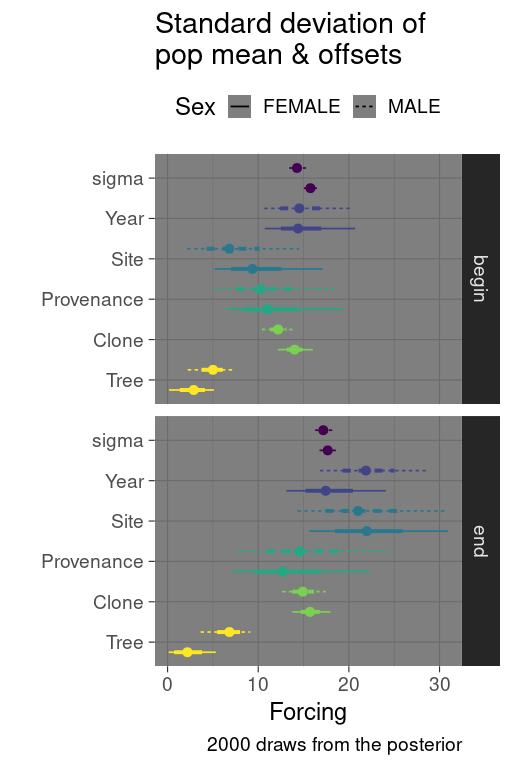 Standard deviation of
pop mean & offsets
Sex FEMALE MALE
sigma
Year
Site
Provenance
Clone
Tree
begin
sigma
Year
Site
Provenance
Clone
Tree
end
0 10 20 30
Forcing
2000 draws from the posterior